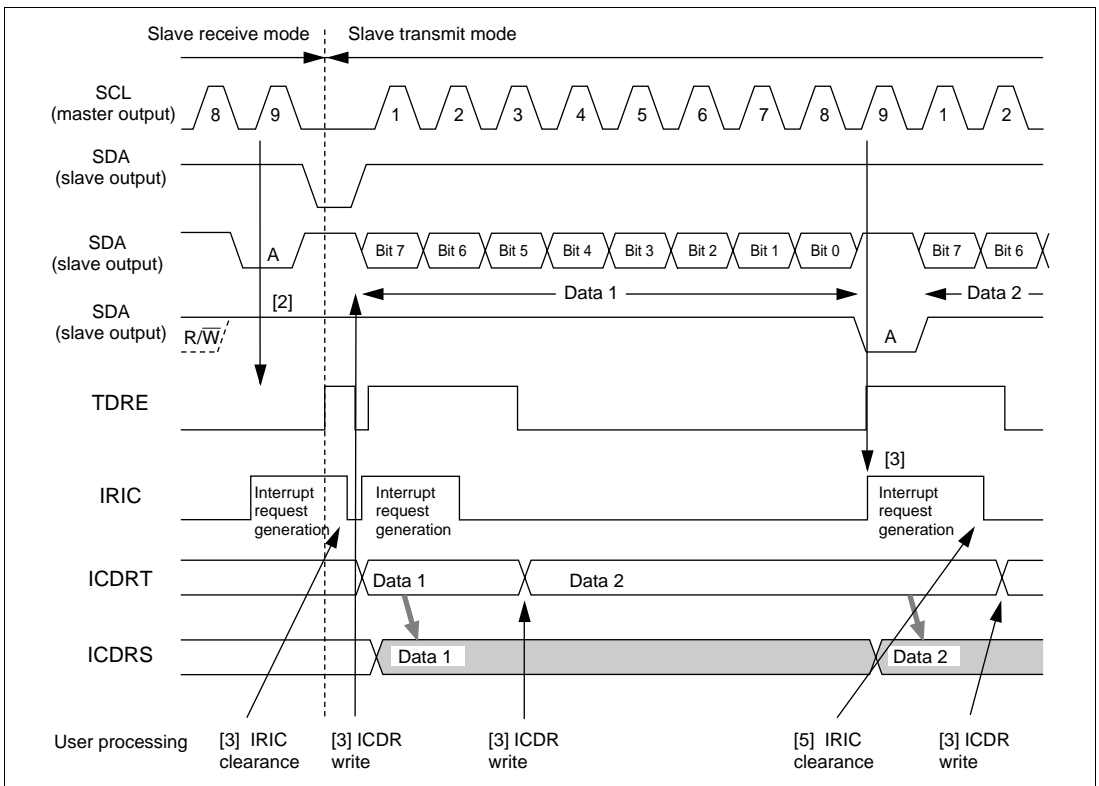 Slave receive mode Slave transmit mode
SCL
(master output)
8 9 1 2 3 4 5 6 7 8 9 1 2
SDA
(slave output)
SDA
(slave output)
A Bit 7 Bit 6 Bit 5 Bit 4 Bit 3 Bit 2 Bit 1 Bit 0 Bit 7 Bit 6
[2] Data 1 Data 2
SDA
(slave output)
R/W̅ A
TDRE
[3]
IRIC
Interrupt
request
generation
Interrupt
request
generation
Interrupt
request
generation
ICDRT
Data 1 Data 2
ICDRS
Data 1 Data 2
User processing
[3] IRIC
clearance
[3] ICDR
write
[3] ICDR
write
[5] IRIC
clearance
[3] ICDR
write